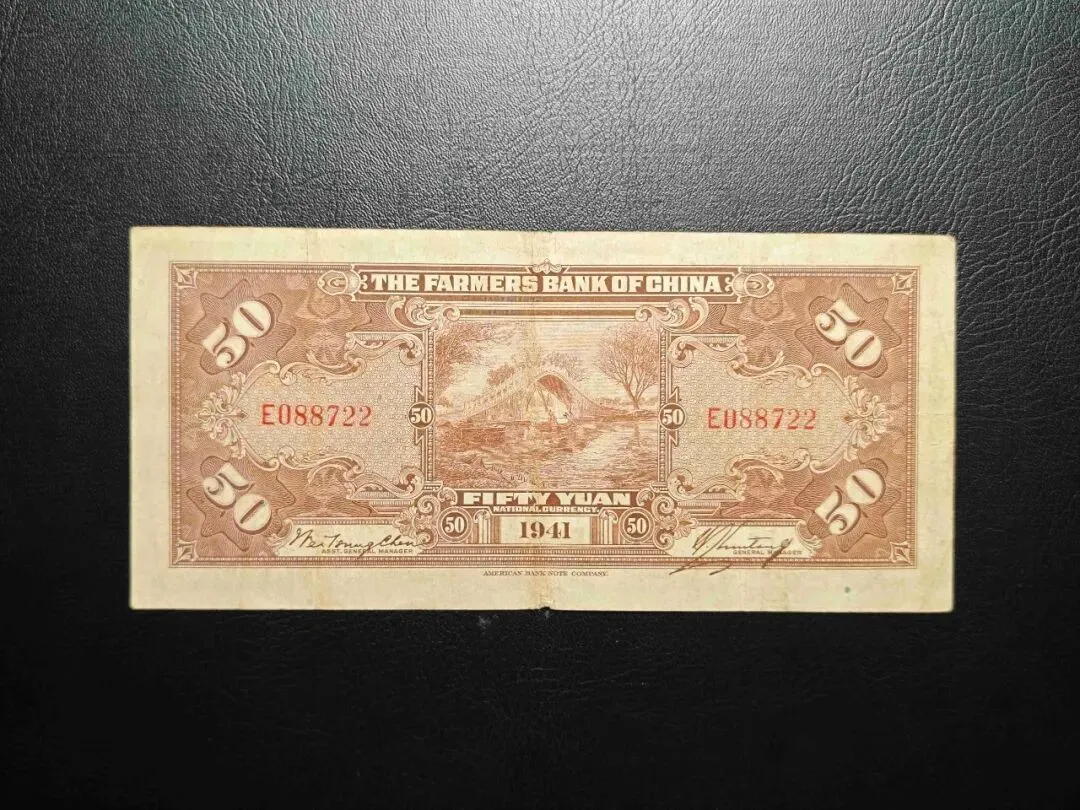 THE FARMERS BANK OF CHINA
50 50
E088722 50 50 E088722
50 50
FIFTY YUAN
NATIONAL CURRENCY.
50 1941 50
ASST. GENERAL MANAGER
GENERAL MANAGER
AMERICAN BANK NOTE COMPANY.